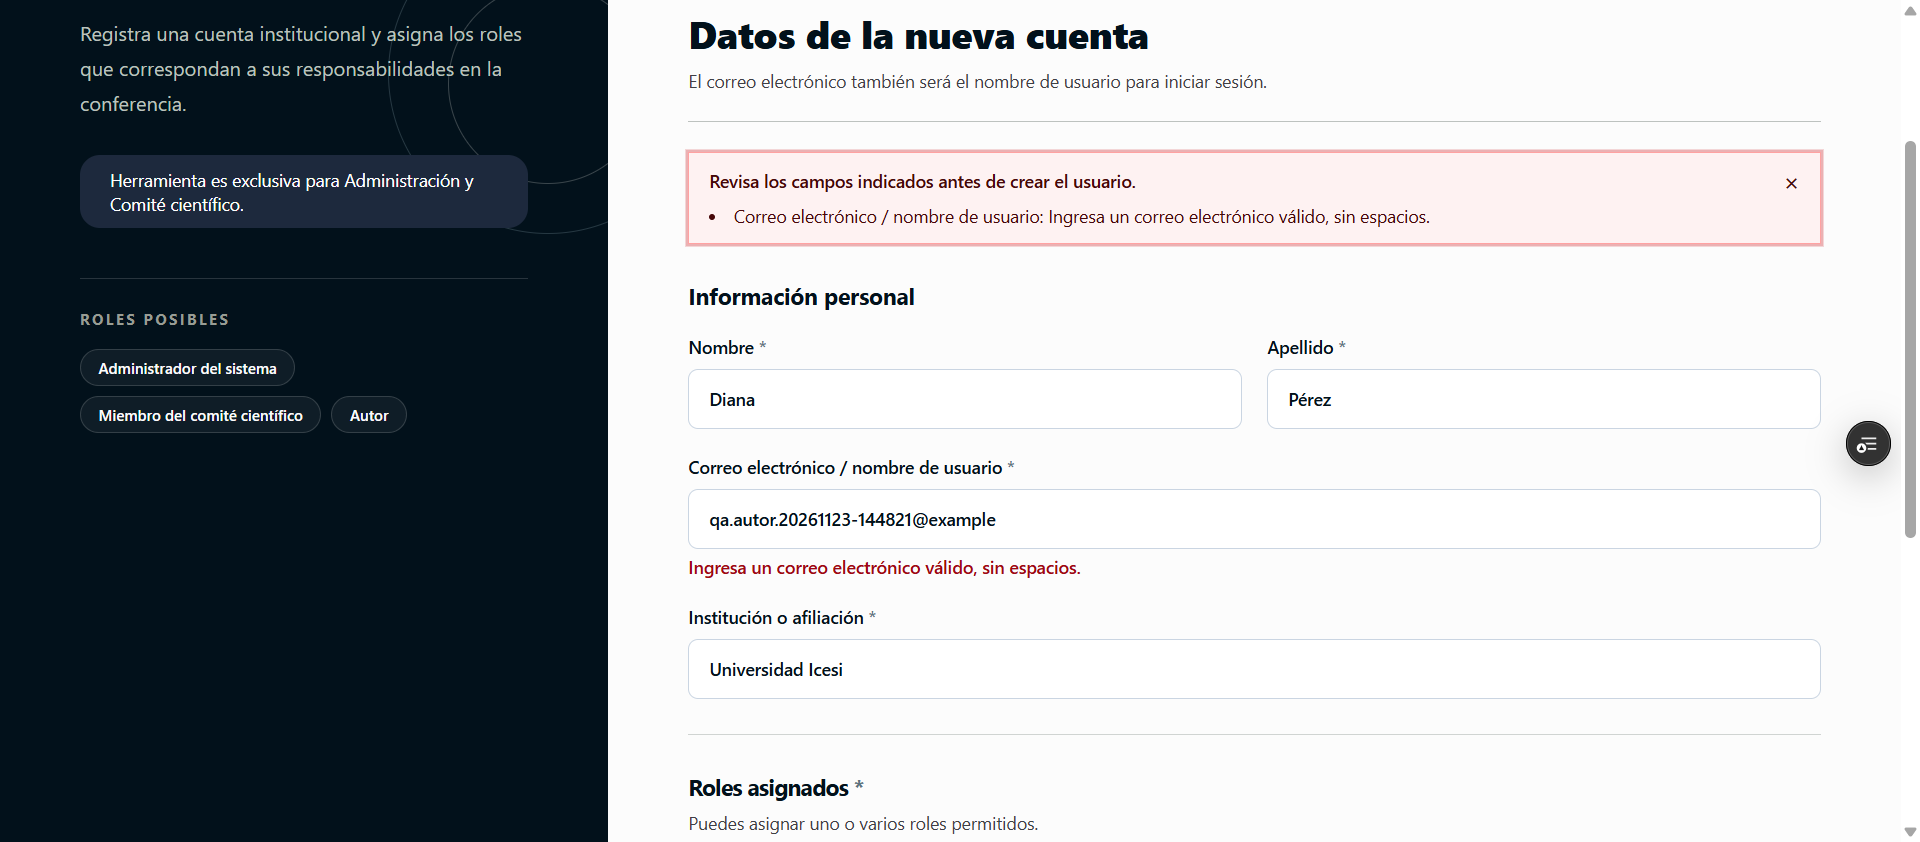 Registra una cuenta institucional y asigna los roles
que correspondan a sus responsabilidades en la
conferencia.
Herramienta es exclusiva para Administración y
Comité científico.
ROLES POSIBLES
Administrador del sistema
Miembro del comité científico
Autor
Datos de la nueva cuenta
El correo electrónico también será el nombre de usuario para iniciar sesión.
Revisa los campos indicados antes de crear el usuario.
• Correo electrónico / nombre de usuario: Ingresa un correo electrónico válido, sin espacios.
Información personal
Nombre *
Diana
Apellido *
Pérez
Correo electrónico / nombre de usuario *
qa.autor.20261123-144821@example
Ingresa un correo electrónico válido, sin espacios.
Institución o afiliación *
Universidad Icesi
Roles asignados *
Puedes asignar uno o varios roles permitidos.